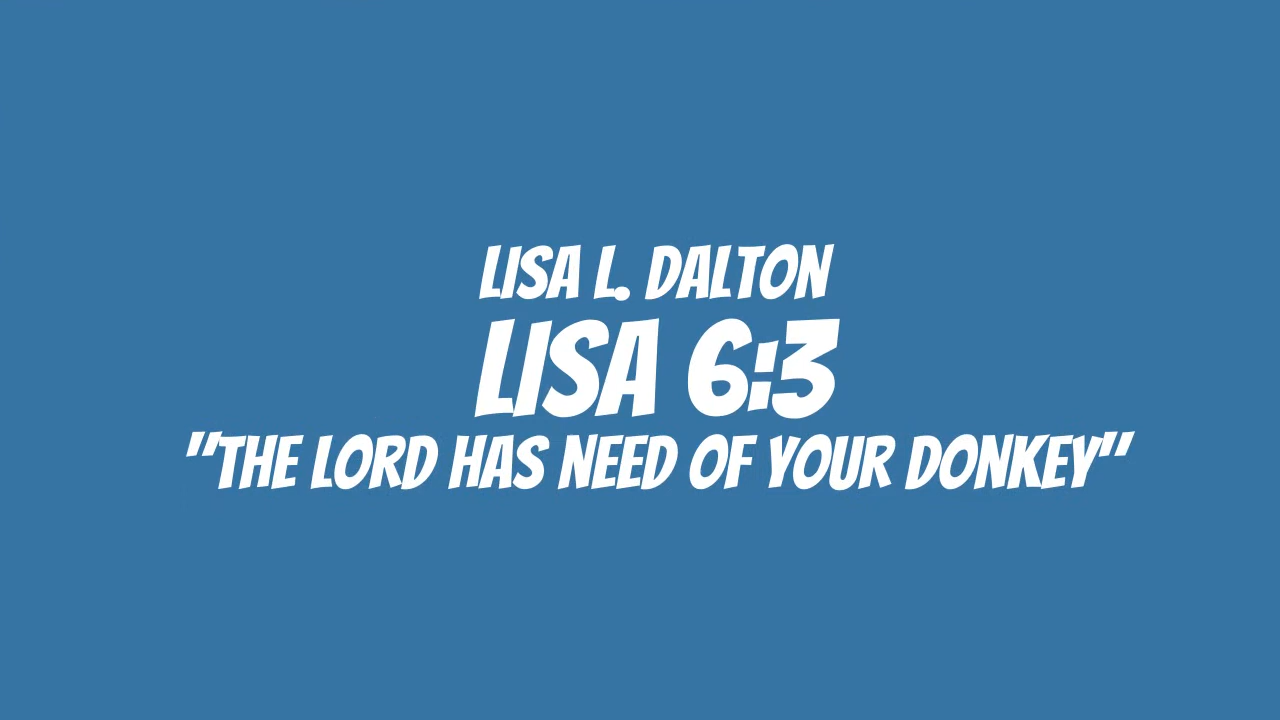 LISA L. DALTON
LISA 6:3
"THE LORD HAS NEED OF YOUR DONKEY"